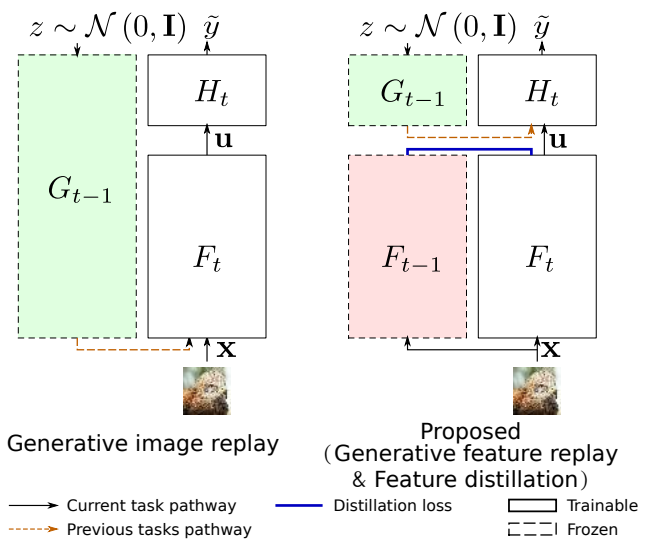 z ∼ 𝒩(0, I) ỹ
H_t
u
G_{t−1}
F_t
x
Generative image replay
z ∼ 𝒩(0, I) ỹ
G_{t−1} H_t
u
F_{t−1} F_t
x
Proposed
(Generative feature replay
& Feature distillation)
Current task pathway
Distillation loss
Trainable
Previous tasks pathway
Frozen